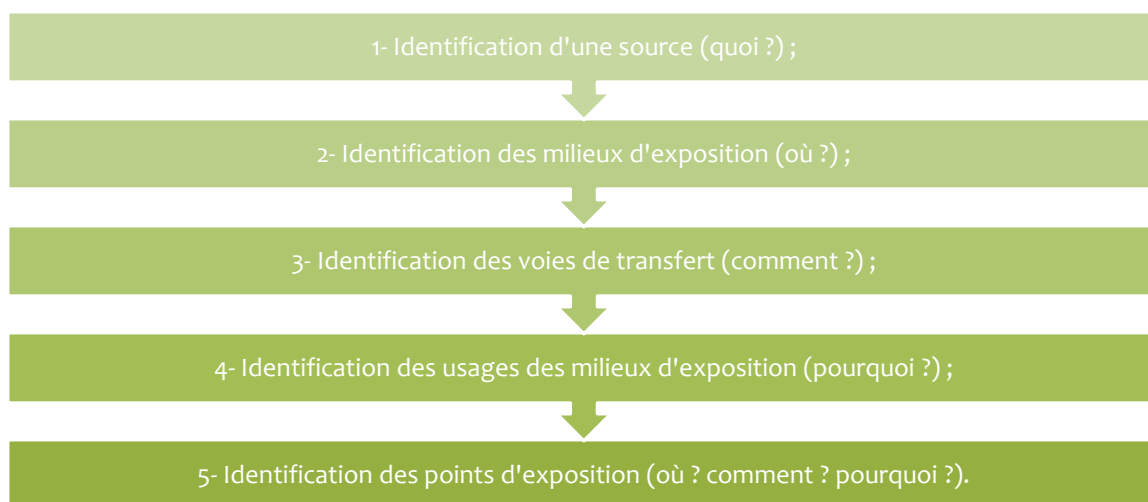 1- Identification d'une source (quoi ?) ;
2- Identification des milieux d'exposition (où ?) ;
3- Identification des voies de transfert (comment ?) ;
4- Identification des usages des milieux d'exposition (pourquoi ?) ;
5- Identification des points d'exposition (où ? comment ? pourquoi ?).